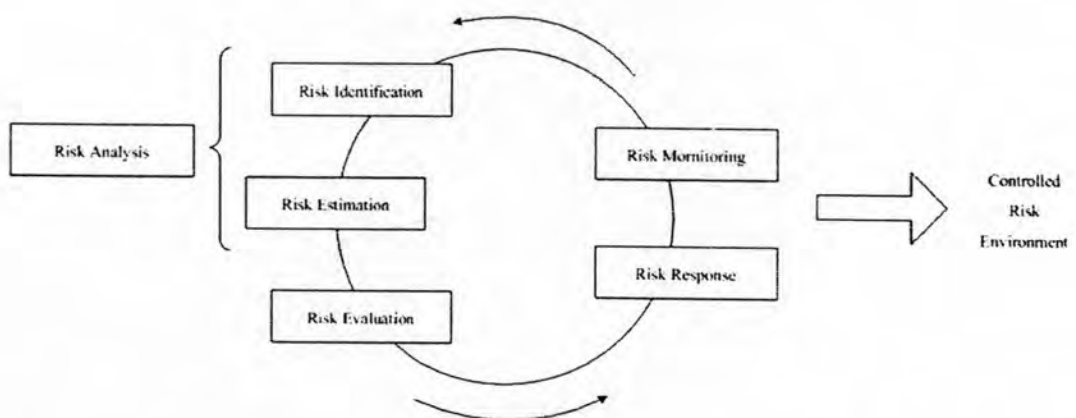 Risk Analysis
Risk Identification
Risk Estimation
Risk Evaluation
Risk Mornitoring
Risk Response
Controlled
Risk
Environment